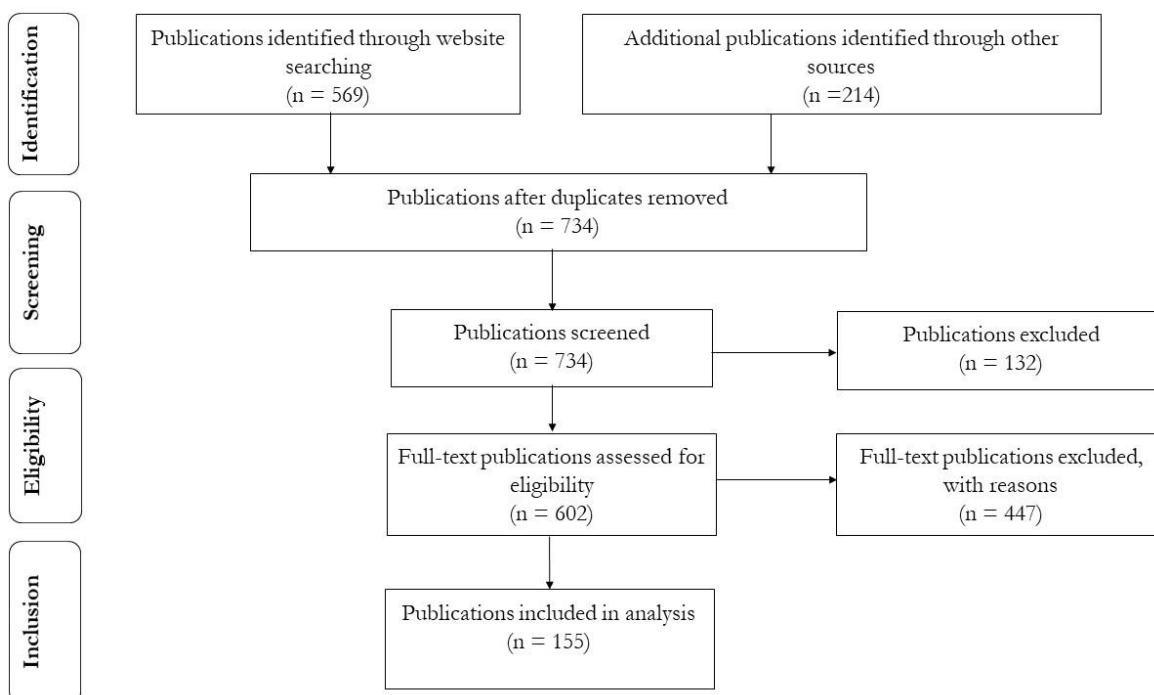 Identification
Publications identified through website
searching
(n = 569)
Additional publications identified through other
sources
(n =214)
Screening
Publications after duplicates removed
(n = 734)
Publications screened
(n = 734)
Publications excluded
(n = 132)
Eligibility
Full-text publications assessed for
eligibility
(n = 602)
Full-text publications excluded,
with reasons
(n = 447)
Inclusion
Publications included in analysis
(n = 155)